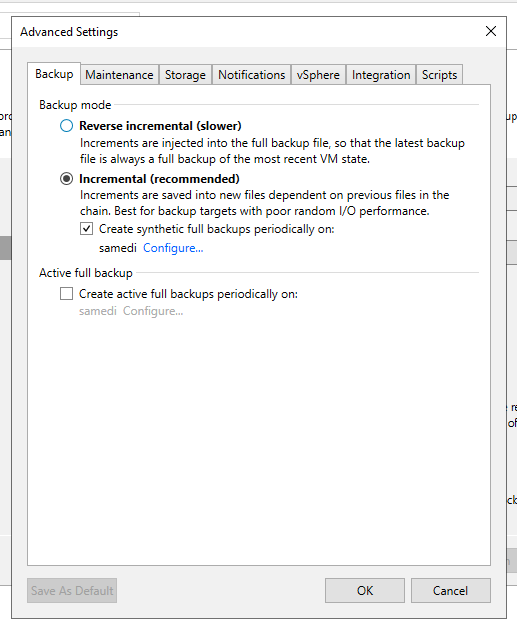 Advanced Settings
Backup Maintenance Storage Notifications vSphere Integration Scripts
Backup mode
Reverse incremental (slower)
Increments are injected into the full backup file, so that the latest backup
file is always a full backup of the most recent VM state.
Incremental (recommended)
Increments are saved into new files dependent on previous files in the
chain. Best for backup targets with poor random I/O performance.
Create synthetic full backups periodically on:
samedi Configure...
Active full backup
Create active full backups periodically on:
samedi Configure...
Save As Default OK Cancel